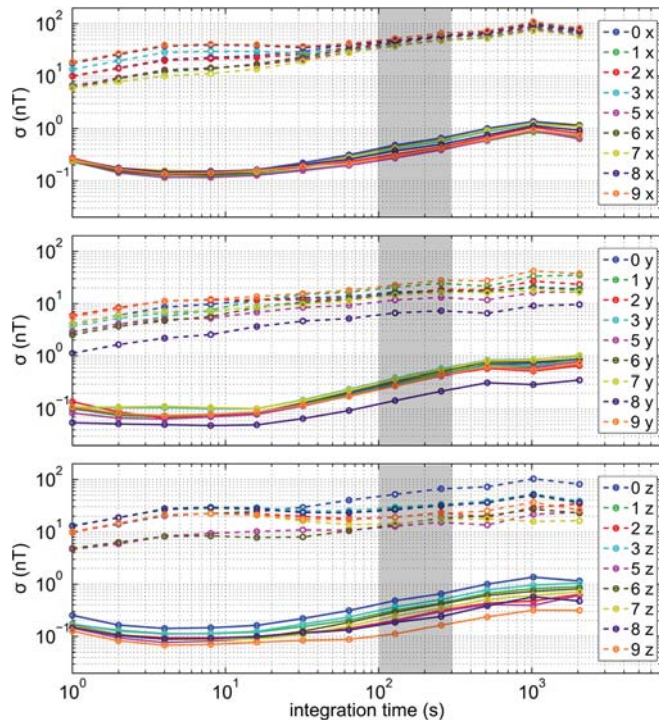 10²
10¹
10⁰
10⁻¹
σ (nT)
0 x
1 x
2 x
3 x
5 x
6 x
7 x
8 x
9 x
10²
10¹
10⁰
10⁻¹
σ (nT)
0 y
1 y
2 y
3 y
5 y
6 y
7 y
8 y
9 y
10²
10¹
10⁰
10⁻¹
σ (nT)
0 z
1 z
2 z
3 z
5 z
6 z
7 z
8 z
9 z
10⁰ 10¹ 10² 10³
integration time (s)